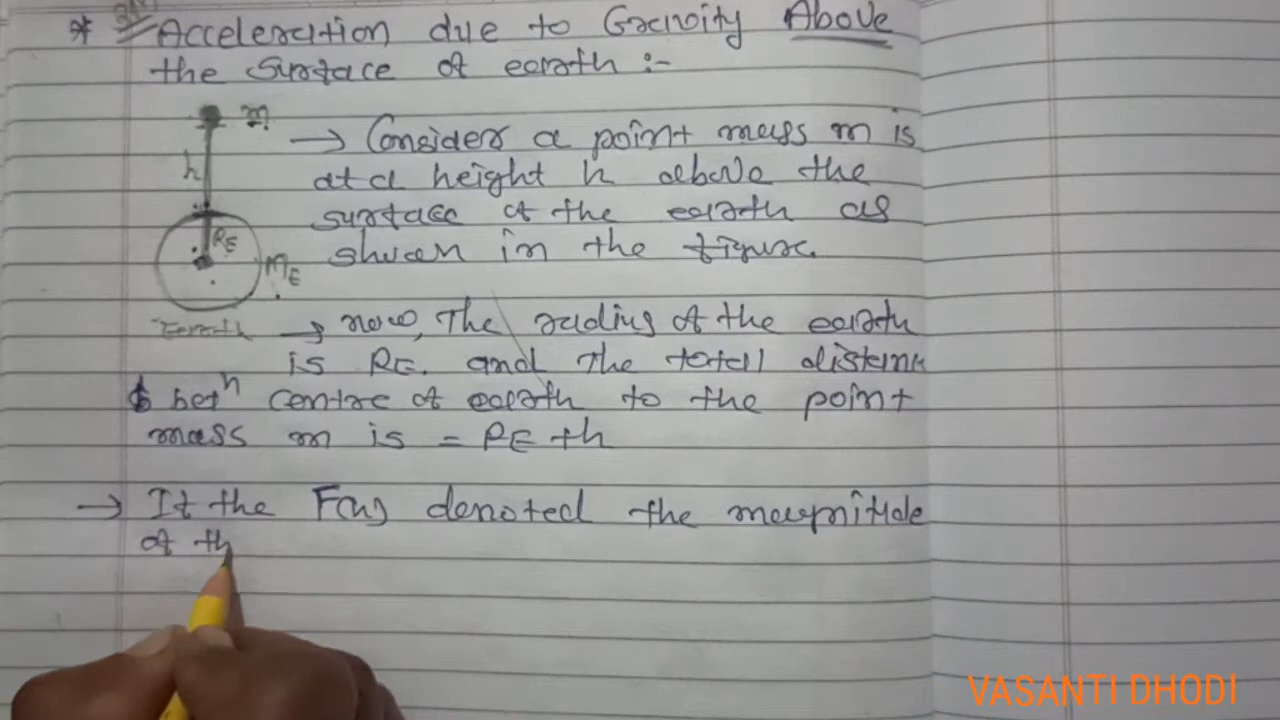 * Acceleration due to Gravity Above
the surface of earth :-
m
h
RE
ME
Earth
→ Consider a point mass m is
at a height h above the
surface of the earth as
shwen in the figure.
→ now, The radius of the earth
is RE. and the total distanc
betn centre of earth to the point
mass m is = RE +h
→ If the F(h) denoted the magnitude
of th
VASANTI DHODI